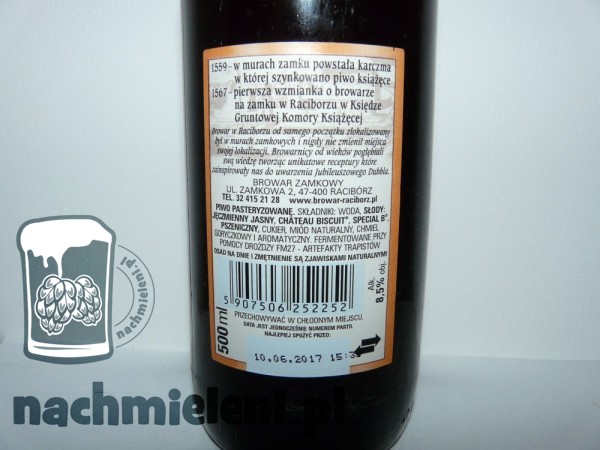 1559 - w murach zamku powstała karczma
w której szynkowano piwo książęce
1567 - pierwsza wzmianka o browarze
na zamku w Raciborzu w Księdze
Gruntowej Komory Książęcej
Browar w Raciborzu od samego początku zlokalizowany
był w murach zamkowych i nigdy nie zmienił miejsca
swojej lokalizacji. Browarnicy od wieków pogłębiali
swą wiedzę tworząc unikatowe receptury które
zainspirowały nas do uwarzenia Jubileuszowego Dubbla.
BROWAR ZAMKOWY
UL. ZAMKOWA 2, 47-400 RACIBÓRZ
TEL. 32 415 21 28 www.browar-raciborz.pl
PIWO PASTERYZOWANE. SKŁADNIKI: WODA, SŁODY:
JĘCZMIENNY JASNY, CHÂTEAU BISCUIT®, SPECIAL B®,
PSZENICZNY, CUKIER, MIÓD NATURALNY, CHMIEL
GORYCZKOWY I AROMATYCZNY. FERMENTOWANE PRZY
POMOCY DROŻDŻY FM27 - ARTEFAKTY TRAPISTÓW
OSAD NA DNIE I ZMĘTNIENIE SĄ ZJAWISKAMI NATURALNYMI
Alk.
8,5% obj.
5 907506 252252
500 ml
PRZECHOWYWAĆ W CHŁODNYM MIEJSCU.
DATA JEST JEDNOCZEŚNIE NUMEREM PARTII.
NAJLEPIEJ SPOŻYĆ PRZED:
10.06.2017 15:3
nachmieleni.pl
nachmieleni.pl